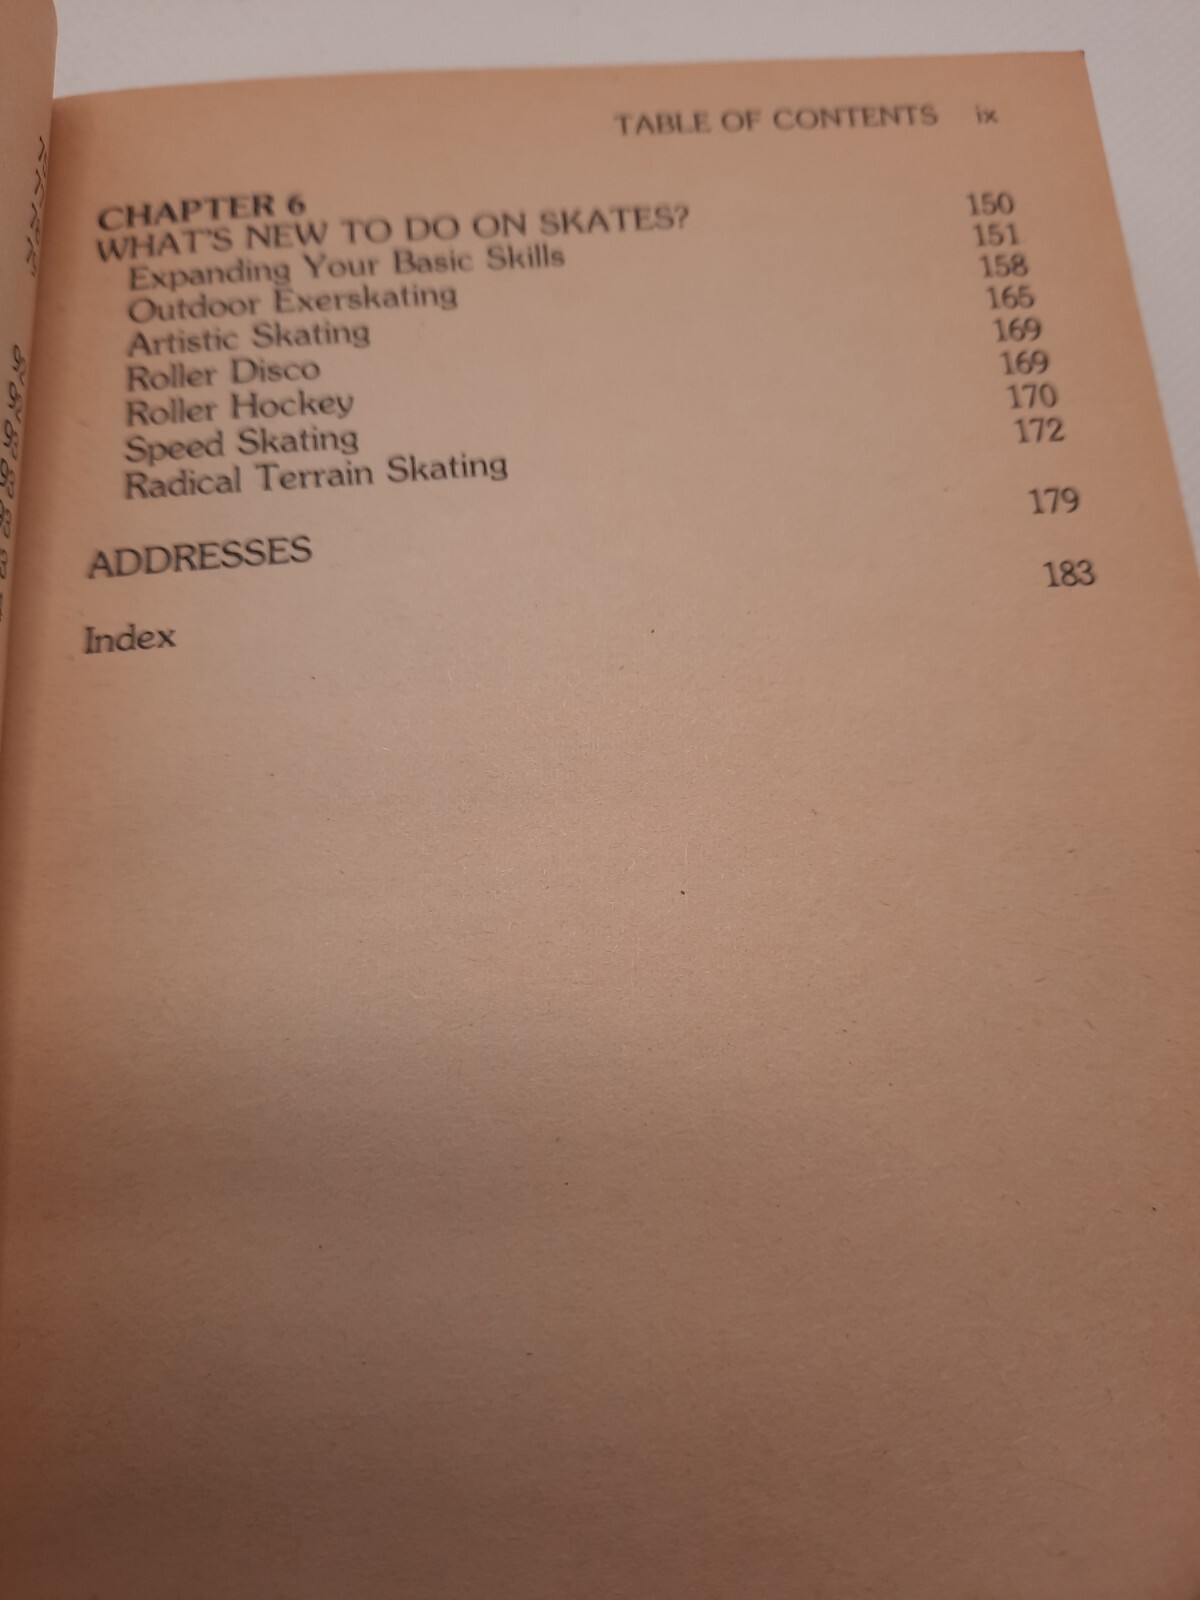 TABLE OF CONTENTS ix
CHAPTER 6
WHAT'S NEW TO DO ON SKATES? 150
Expanding Your Basic Skills 151
Outdoor Exerskating 158
Artistic Skating 165
Roller Disco 169
Roller Hockey 169
Speed Skating 170
Radical Terrain Skating 172
ADDRESSES 179
Index 183